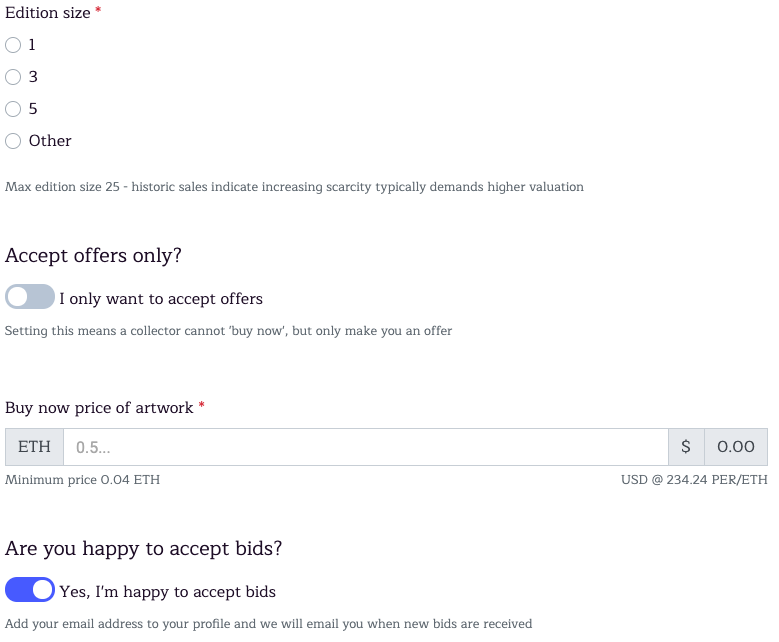 Edition size *
1
3
5
Other
Max edition size 25 - historic sales indicate increasing scarcity typically demands higher valuation
Accept offers only?
I only want to accept offers
Setting this means a collector cannot 'buy now', but only make you an offer
Buy now price of artwork *
ETH 0.5... $ 0.00
Minimum price 0.04 ETH USD @ 234.24 PER/ETH
Are you happy to accept bids?
Yes, I'm happy to accept bids
Add your email address to your profile and we will email you when new bids are received